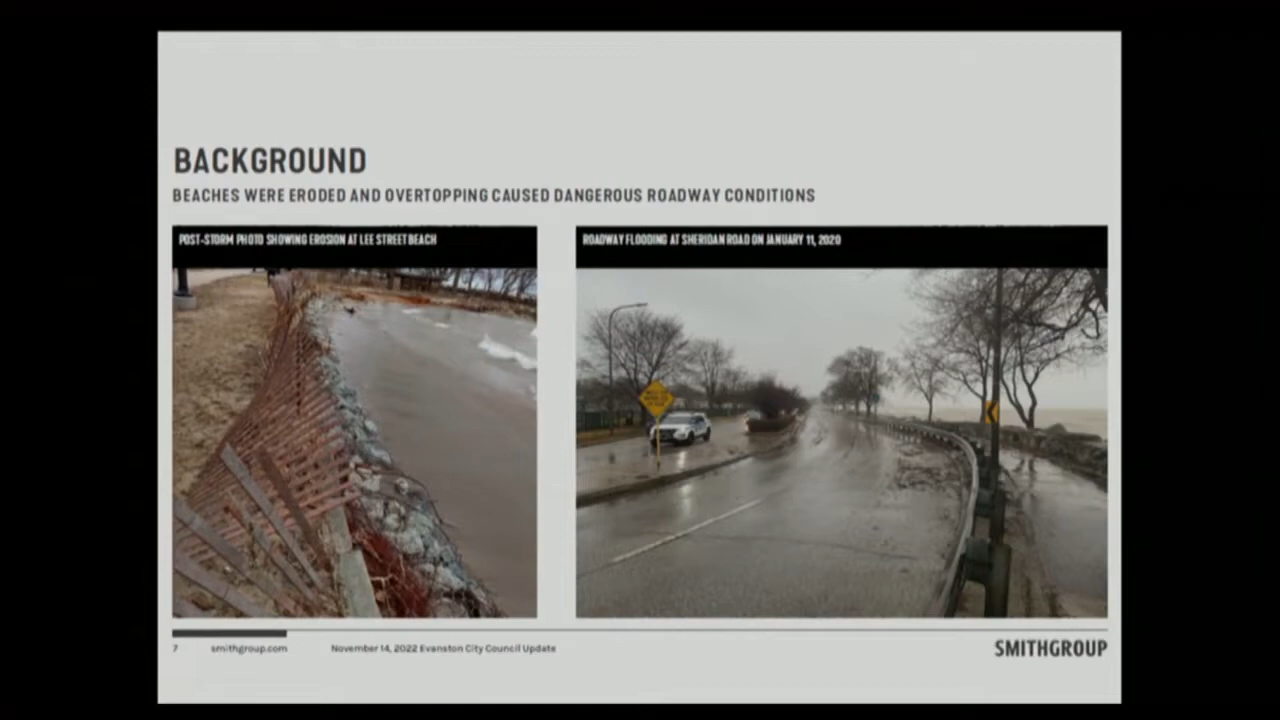 BACKGROUND
BEACHES WERE ERODED AND OVERTOPPING CAUSED DANGEROUS ROADWAY CONDITIONS
POST-STORM PHOTO SHOWING EROSION AT LEE STREET BEACH
ROADWAY FLOODING AT SHERIDAN ROAD ON JANUARY 11, 2020
7 smithgroup.com November 14, 2022 Evanston City Council Update
SMITHGROUP